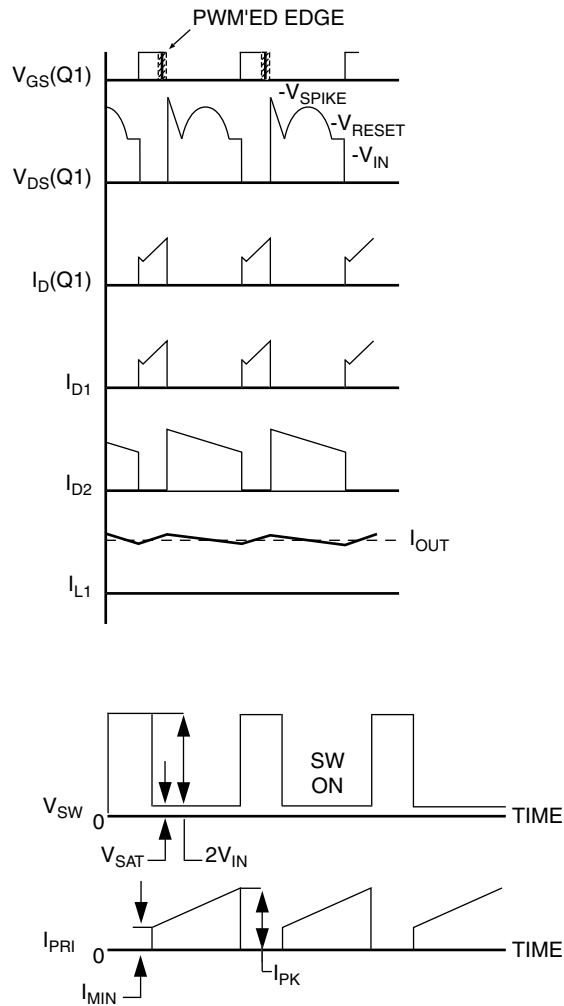 PWM'ED EDGE
V_GS(Q1)
-V_SPIKE
-V_RESET
-V_IN
V_DS(Q1)
I_D(Q1)
I_D1
I_D2
I_OUT
I_L1
SW
ON
V_SW
0
TIME
V_SAT
2V_IN
I_PRI
0
TIME
I_PK
I_MIN